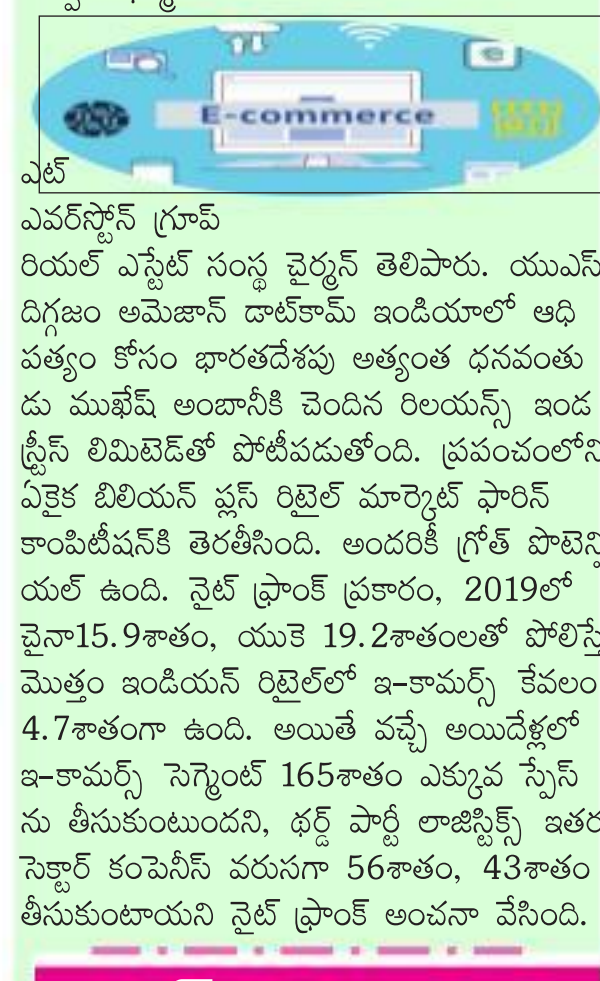 E-commerce
ఎట్
ఎవర్‌స్టోన్ గ్రూప్
రియల్ ఎస్టేట్ సంస్థ చైర్మన్ తెలిపారు. యుఎస్
దిగ్గజం అమెజాన్ డాట్‌కామ్ ఇండియాలో ఆధి
పత్యం కోసం భారతదేశపు అత్యంత ధనవంతు
డు ముఖేష్ అంబానీకి చెందిన రిలయన్స్ ఇండ
స్ట్రీస్ లిమిటెడ్‌తో పోటీపడుతోంది. ప్రపంచంలోని
ఏకైక బిలియన్ ప్లస్ రిటైల్ మార్కెట్ ఫారిన్
కాంపిటీషన్‌కి తెరతీసింది. అందరికీ గ్రోత్ పొటెన్షి
యల్ ఉంది. నైట్ ఫ్రాంక్ ప్రకారం, 2019లో
చైనా15.9శాతం, యుకె 19.2శాతంలతో పోలిస్తే
మొత్తం ఇండియన్ రిటైల్‌లో ఇ-కామర్స్ కేవలం
4.7శాతంగా ఉంది. అయితే వచ్చే అయిదేళ్లలో
ఇ-కామర్స్ సెగ్మెంట్ 165శాతం ఎక్కువ స్పేస్
ను తీసుకుంటుందని, థర్డ్ పార్టీ లాజిస్టిక్స్ ఇతర
సెక్టార్ కంపెనీస్ వరుసగా 56శాతం, 43శాతం
తీసుకుంటాయని నైట్ ఫ్రాంక్ అంచనా వేసింది.